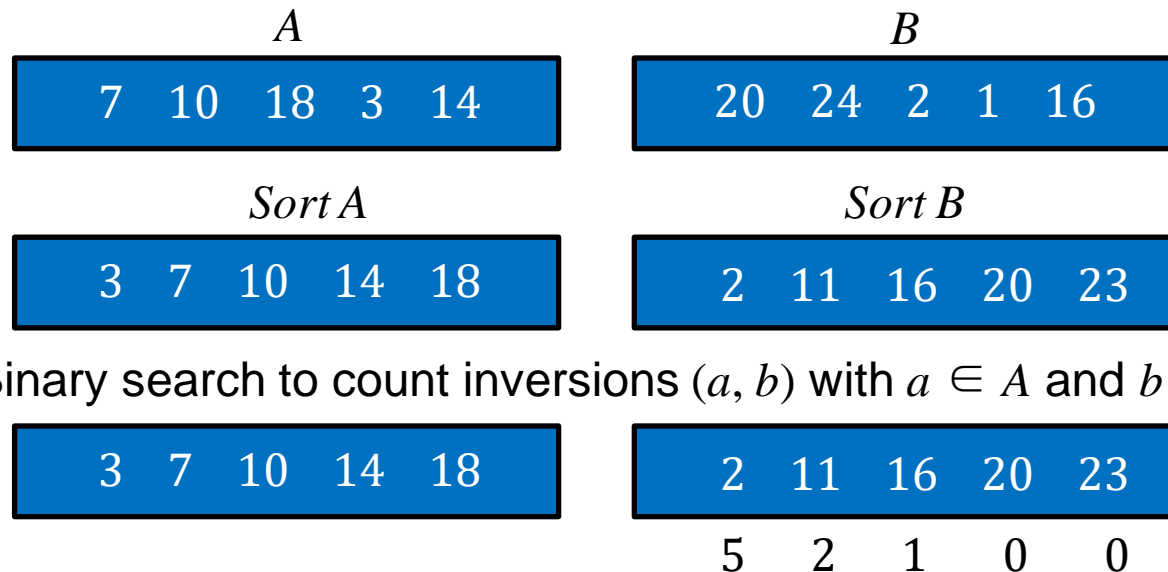 A B
7 10 18 3 14 20 24 2 1 16
Sort A Sort B
3 7 10 14 18 2 11 16 20 23
inary search to count inversions (a, b) with a ∈ A and b
3 7 10 14 18 2 11 16 20 23
5 2 1 0 0